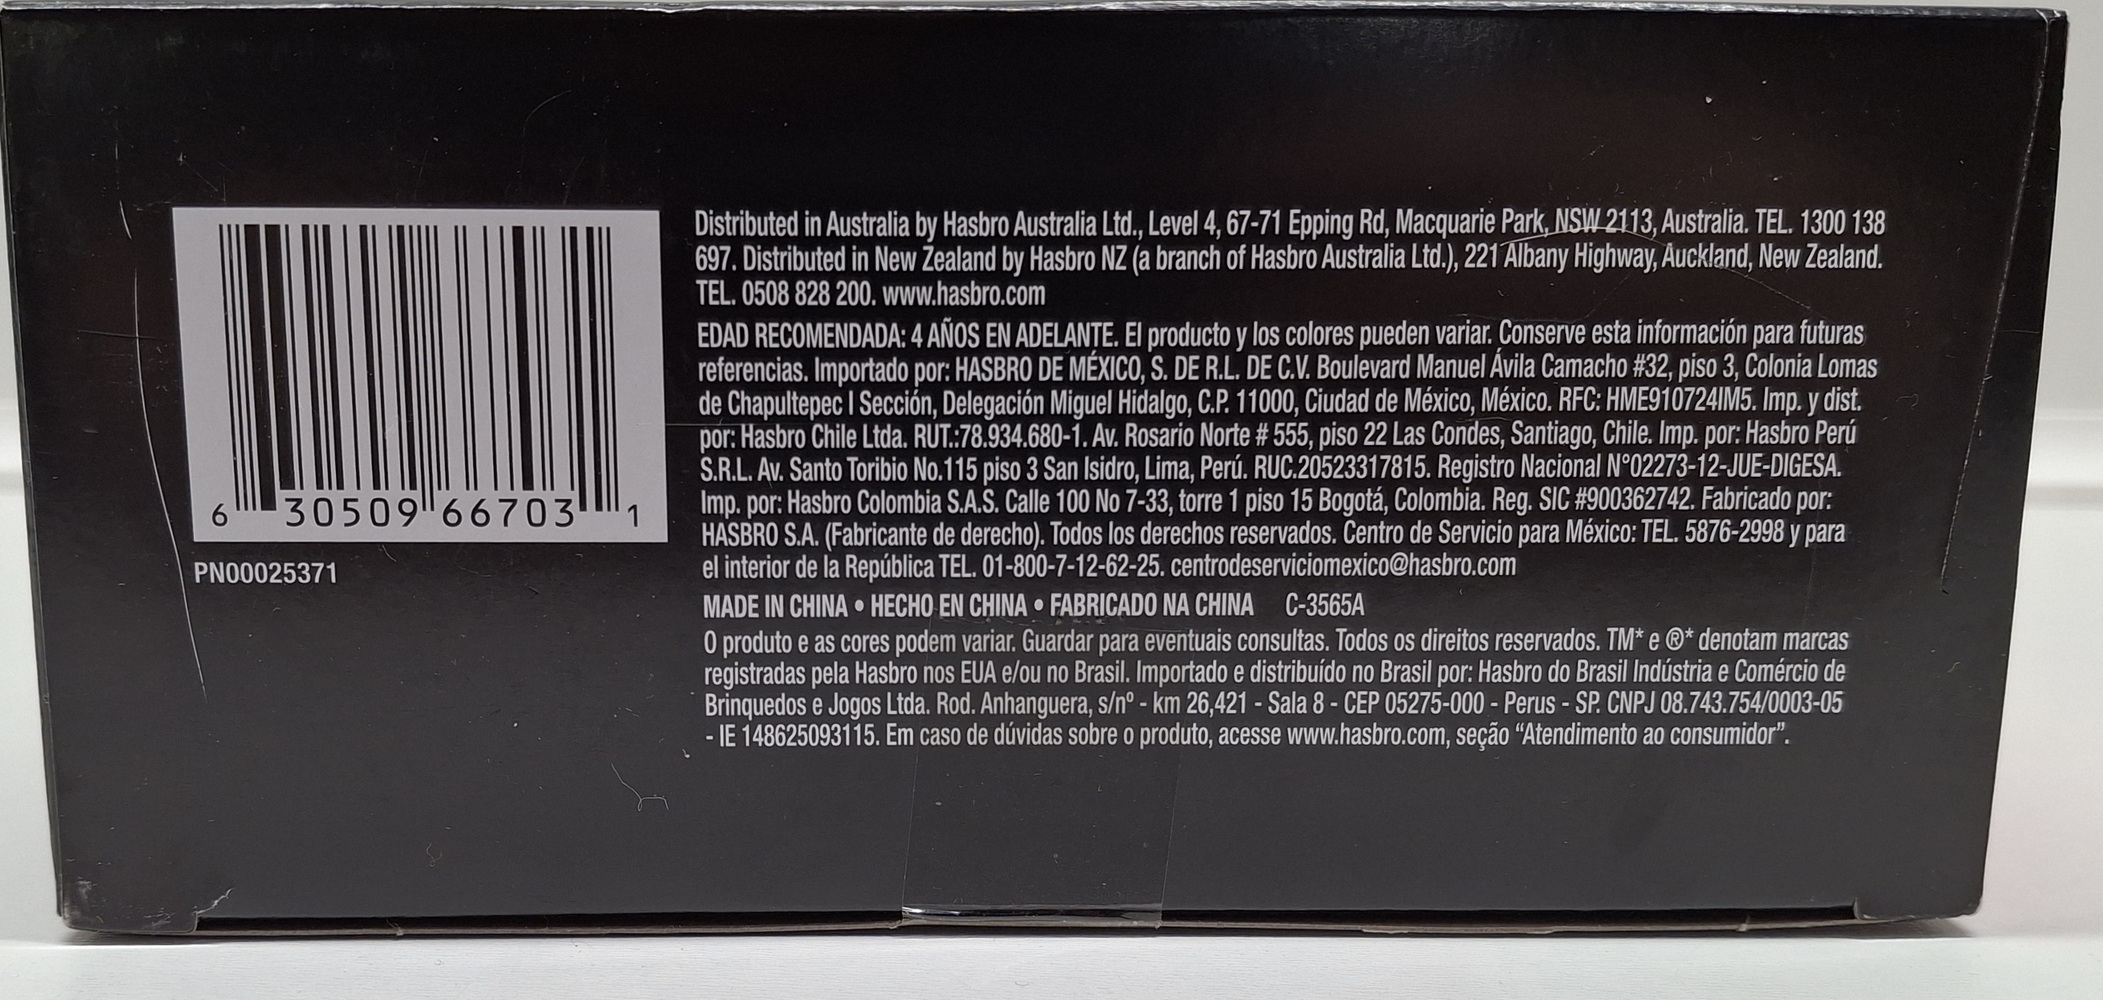 6 30509 66703 1
PN00025371
Distributed in Australia by Hasbro Australia Ltd., Level 4, 67-71 Epping Rd, Macquarie Park, NSW 2113, Australia. TEL. 1300 138
697. Distributed in New Zealand by Hasbro NZ (a branch of Hasbro Australia Ltd.), 221 Albany Highway, Auckland, New Zealand.
TEL. 0508 828 200. www.hasbro.com
EDAD RECOMENDADA: 4 AÑOS EN ADELANTE. El producto y los colores pueden variar. Conserve esta información para futuras
referencias. Importado por: HASBRO DE MÉXICO, S. DE R.L. DE C.V. Boulevard Manuel Ávila Camacho #32, piso 3, Colonia Lomas
de Chapultepec I Sección, Delegación Miguel Hidalgo, C.P. 11000, Ciudad de México, México. RFC: HME910724IM5. Imp. y dist.
por: Hasbro Chile Ltda. RUT.:78.934.680-1. Av. Rosario Norte # 555, piso 22 Las Condes, Santiago, Chile. Imp. por: Hasbro Perú
S.R.L. Av. Santo Toribio No.115 piso 3 San Isidro, Lima, Perú. RUC.20523317815. Registro Nacional N°02273-12-JUE-DIGESA.
Imp. por: Hasbro Colombia S.A.S. Calle 100 No 7-33, torre 1 piso 15 Bogotá, Colombia. Reg. SIC #900362742. Fabricado por:
HASBRO S.A. (Fabricante de derecho). Todos los derechos reservados. Centro de Servicio para México: TEL. 5876-2998 y para
el interior de la República TEL. 01-800-7-12-62-25. centrodeserviciomexico@hasbro.com
MADE IN CHINA • HECHO EN CHINA • FABRICADO NA CHINA C-3565A
O produto e as cores podem variar. Guardar para eventuais consultas. Todos os direitos reservados. TM* e ®* denotam marcas
registradas pela Hasbro nos EUA e/ou no Brasil. Importado e distribuído no Brasil por: Hasbro do Brasil Indústria e Comércio de
Brinquedos e Jogos Ltda. Rod. Anhanguera, s/nº - km 26,421 - Sala 8 - CEP 05275-000 - Perus - SP. CNPJ 08.743.754/0003-05
- IE 148625093115. Em caso de dúvidas sobre o produto, acesse www.hasbro.com, seção “Atendimento ao consumidor”.